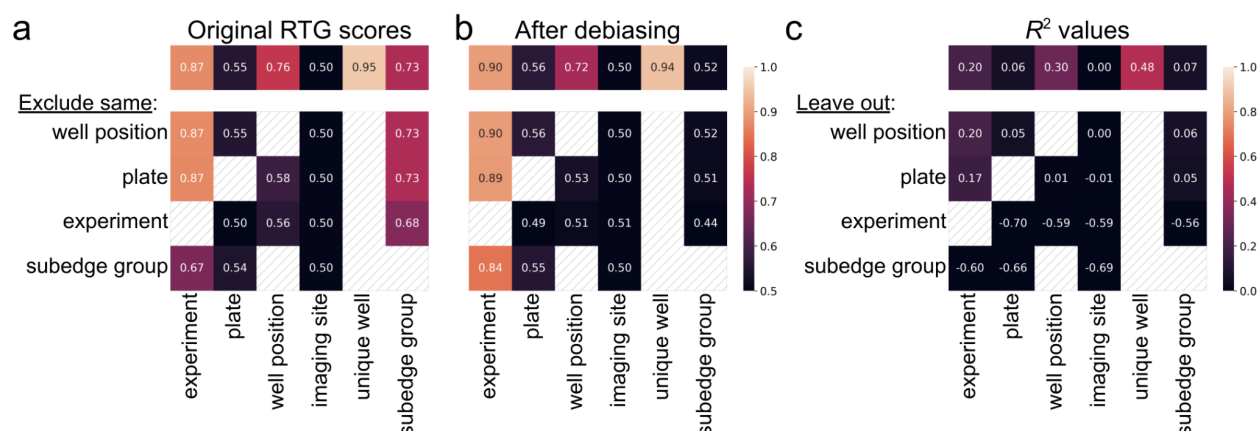 a Original RTG scores b After debiasing c R² values
0.87 0.55 0.76 0.50 0.95 0.73 0.90 0.56 0.72 0.50 0.94 0.52 0.20 0.06 0.30 0.00 0.48 0.07
1.0 1.0
Exclude same: Leave out:
well position 0.87 0.55 0.50 0.73 0.90 0.56 0.50 0.52 well position 0.20 0.05 0.00 0.06
0.9 0.8
plate 0.87 0.58 0.50 0.73 0.89 0.53 0.50 0.51 plate 0.17 0.01 -0.01 0.05
0.8 0.6
0.7 0.4
experiment 0.50 0.56 0.50 0.68 0.49 0.51 0.51 0.44 experiment -0.70 -0.59 -0.59 -0.56
0.6 0.2
subedge group 0.67 0.54 0.50 0.84 0.55 0.50 subedge group -0.60 -0.66 -0.69
0.5 0.0
experiment plate well position imaging site unique well subedge group experiment plate well position imaging site unique well subedge group experiment plate well position imaging site unique well subedge group